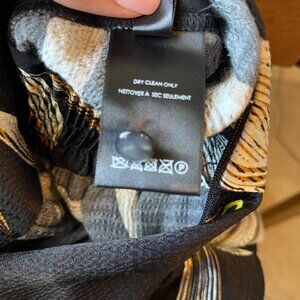 DRY CLEAN ONLY
NETTOYER À SEC SEULEMENT
P